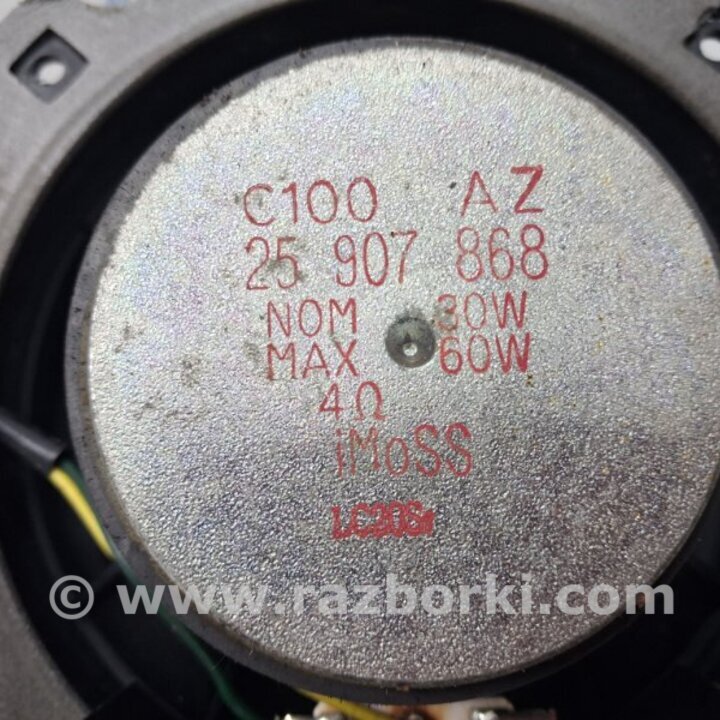 C100 AZ
25 907 868
NOM 30W
MAX 60W
4Ω
iMoSS
© www.razborki.com